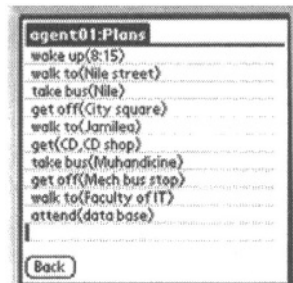 agent01:Plans
wake up(8:15)
walk to(Nile street)
take bus(Nile)
get off(City square)
walk to(Jamilea)
get(CD,CD shop)
take bus(Muhandicine)
get off(Mech bus stop)
walk to(Faculty of IT)
attend(data base)
Back